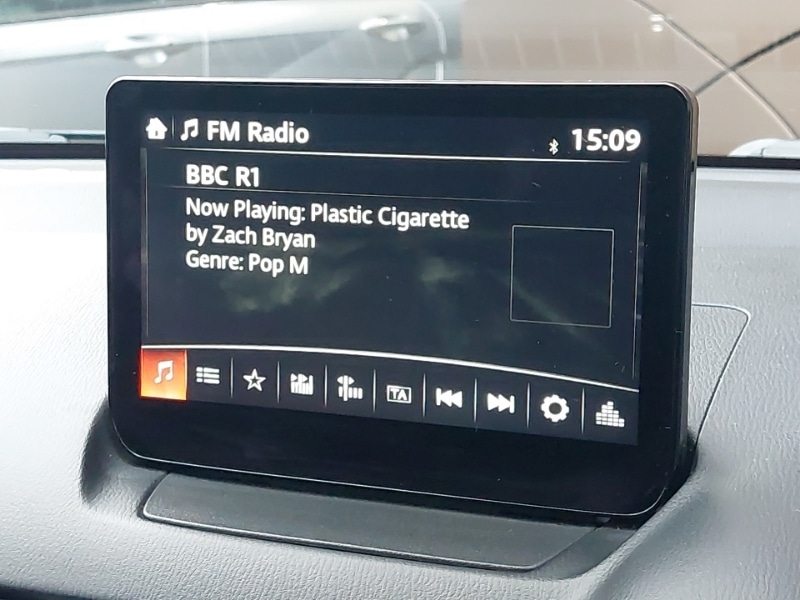 FM Radio
15:09
BBC R1
Now Playing: Plastic Cigarette
by Zach Bryan
Genre: Pop M
TA